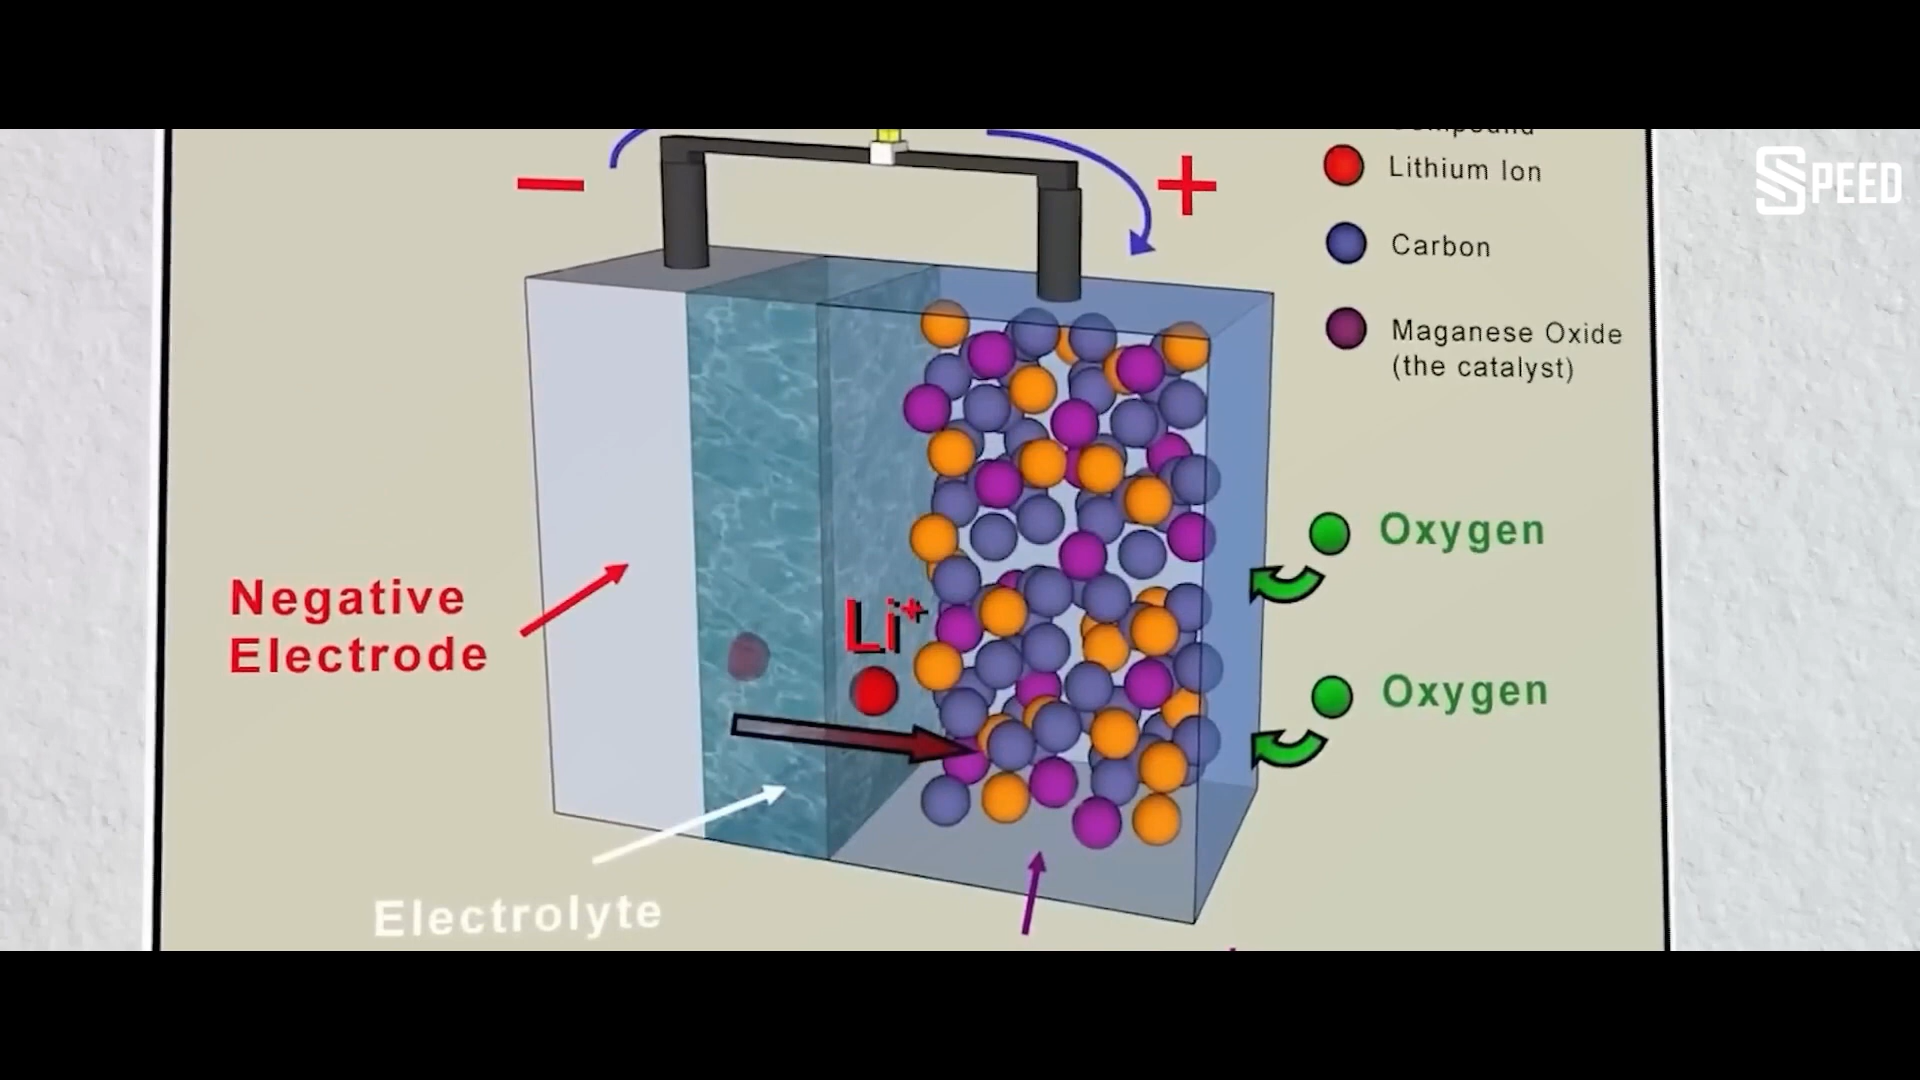 SPEED
−
+
Lithium Ion
Carbon
Maganese Oxide
(the catalyst)
Oxygen
Negative
Electrode
Li+
Oxygen
Electrolyte